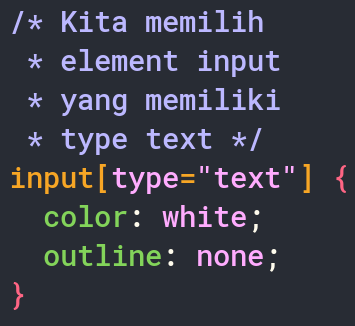 /* Kita memilih
 * element input
 * yang memiliki
 * type text */
input[type="text"] {
  color: white;
  outline: none;
}